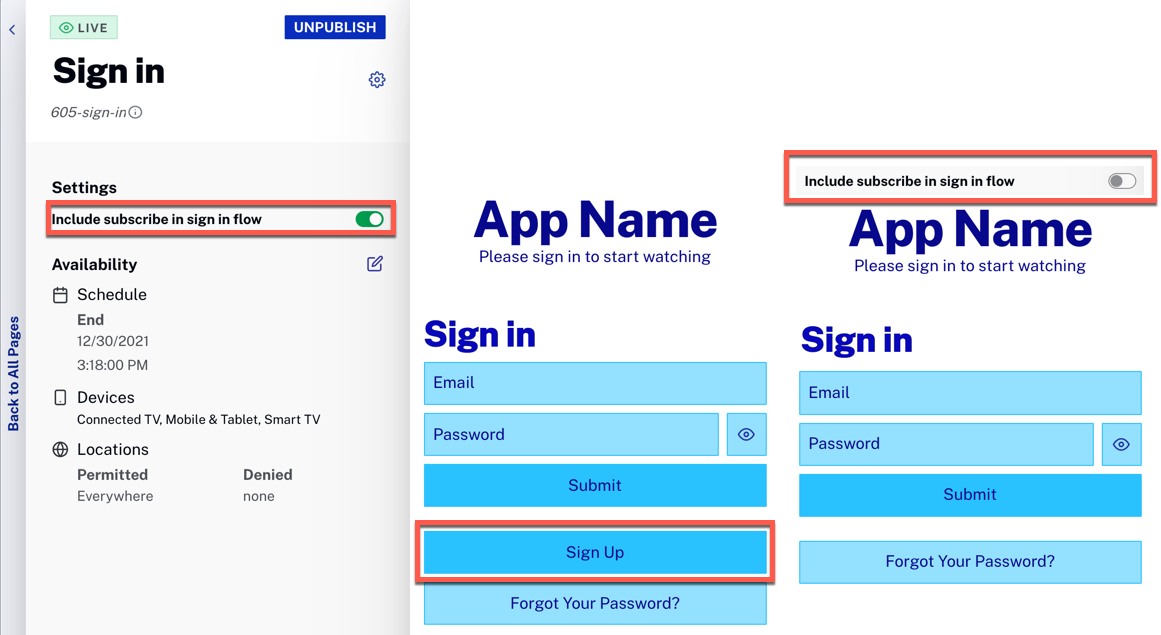 LIVE
UNPUBLISH
Sign in
605-sign-in
Settings
Include subscribe in sign in flow
Availability
Schedule
End
12/30/2021
3:18:00 PM
Devices
Connected TV, Mobile & Tablet, Smart TV
Locations
Permitted
Denied
Everywhere
none
Back to All Pages
App Name
Please sign in to start watching
Sign in
Email
Password
Submit
Sign Up
Forgot Your Password?
Include subscribe in sign in flow
App Name
Please sign in to start watching
Sign in
Email
Password
Submit
Forgot Your Password?